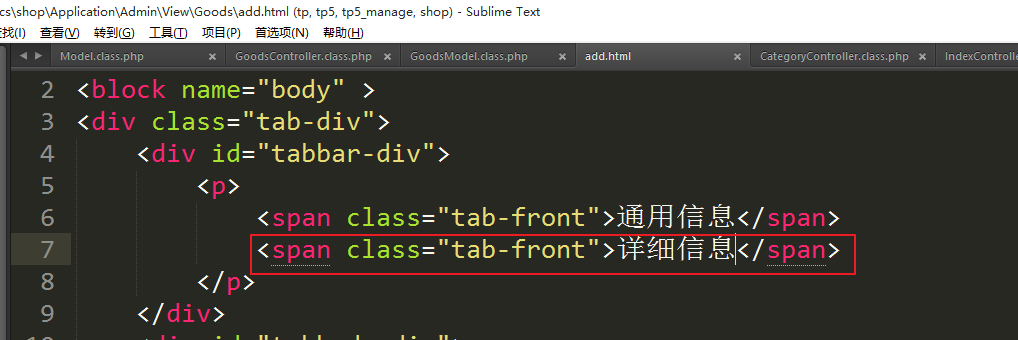 cs\shop\Application\Admin\View\Goods\add.html (tp, tp5, tp5_manage, shop) - Sublime Text
找(I) 查看(V) 转到(G) 工具(T) 项目(P) 首选项(N) 帮助(H)
Model.class.php × GoodsController.class.php × GoodsModel.class.php × add.html × CategoryController.class.php × IndexControlle
2 <block name="body" >
3 <div class="tab-div">
4 <div id="tabbar-div">
5 <p>
6 <span class="tab-front">通用信息</span>
7 <span class="tab-front">详细信息</span>
8 </p>
9 </div>